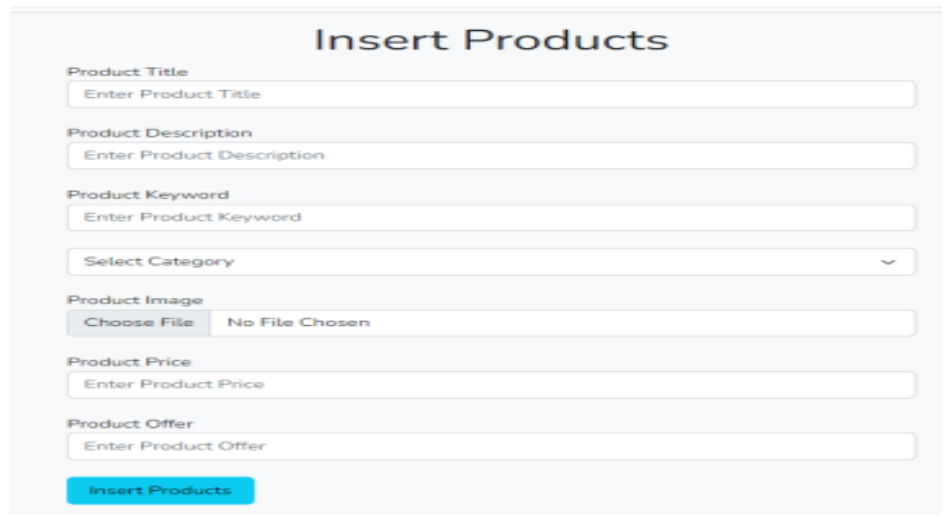 Insert Products
Product Title
Enter Product Title
Product Description
Enter Product Description
Product Keyword
Enter Product Keyword
Select Category
Product Image
Choose File No File Chosen
Product Price
Enter Product Price
Product Offer
Enter Product Offer
Insert Products